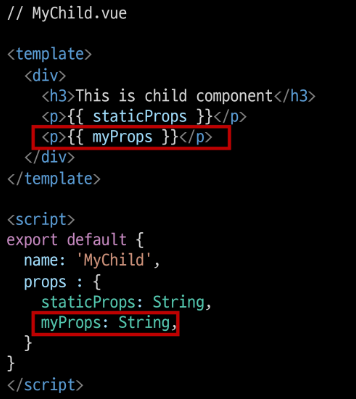 // MyChild.vue
<template>
<div>
<h3>This is child component</h3>
<p>{{ staticProps }}</p>
<p>{{ myProps }}</p>
</div>
</template>
<script>
export default {
name: 'MyChild',
props : {
staticProps: String,
myProps: String,
}
}
</script>